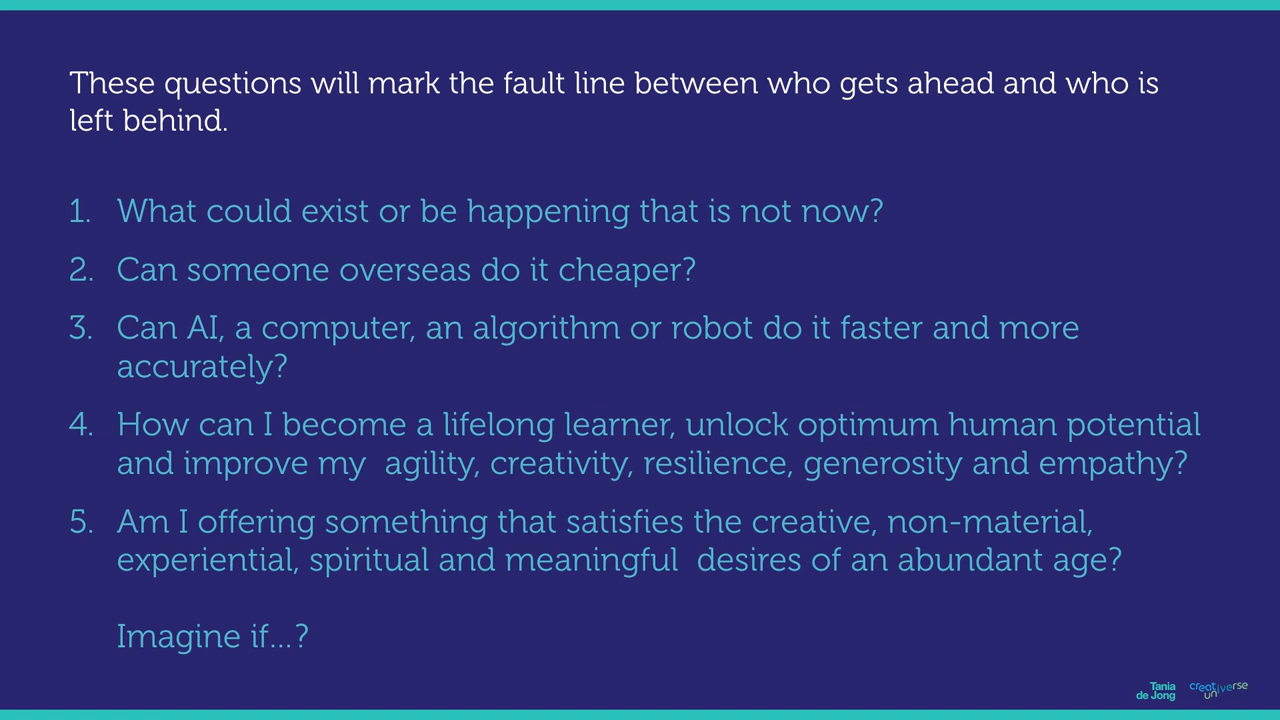 These questions will mark the fault line between who gets ahead and who is
left behind.
1. What could exist or be happening that is not now?
2. Can someone overseas do it cheaper?
3. Can AI, a computer, an algorithm or robot do it faster and more
accurately?
4. How can I become a lifelong learner, unlock optimum human potential
and improve my  agility, creativity, resilience, generosity and empathy?
5. Am I offering something that satisfies the creative, non-material,
experiential, spiritual and meaningful  desires of an abundant age?
Imagine if...?
Tania
de Jong
creative universe